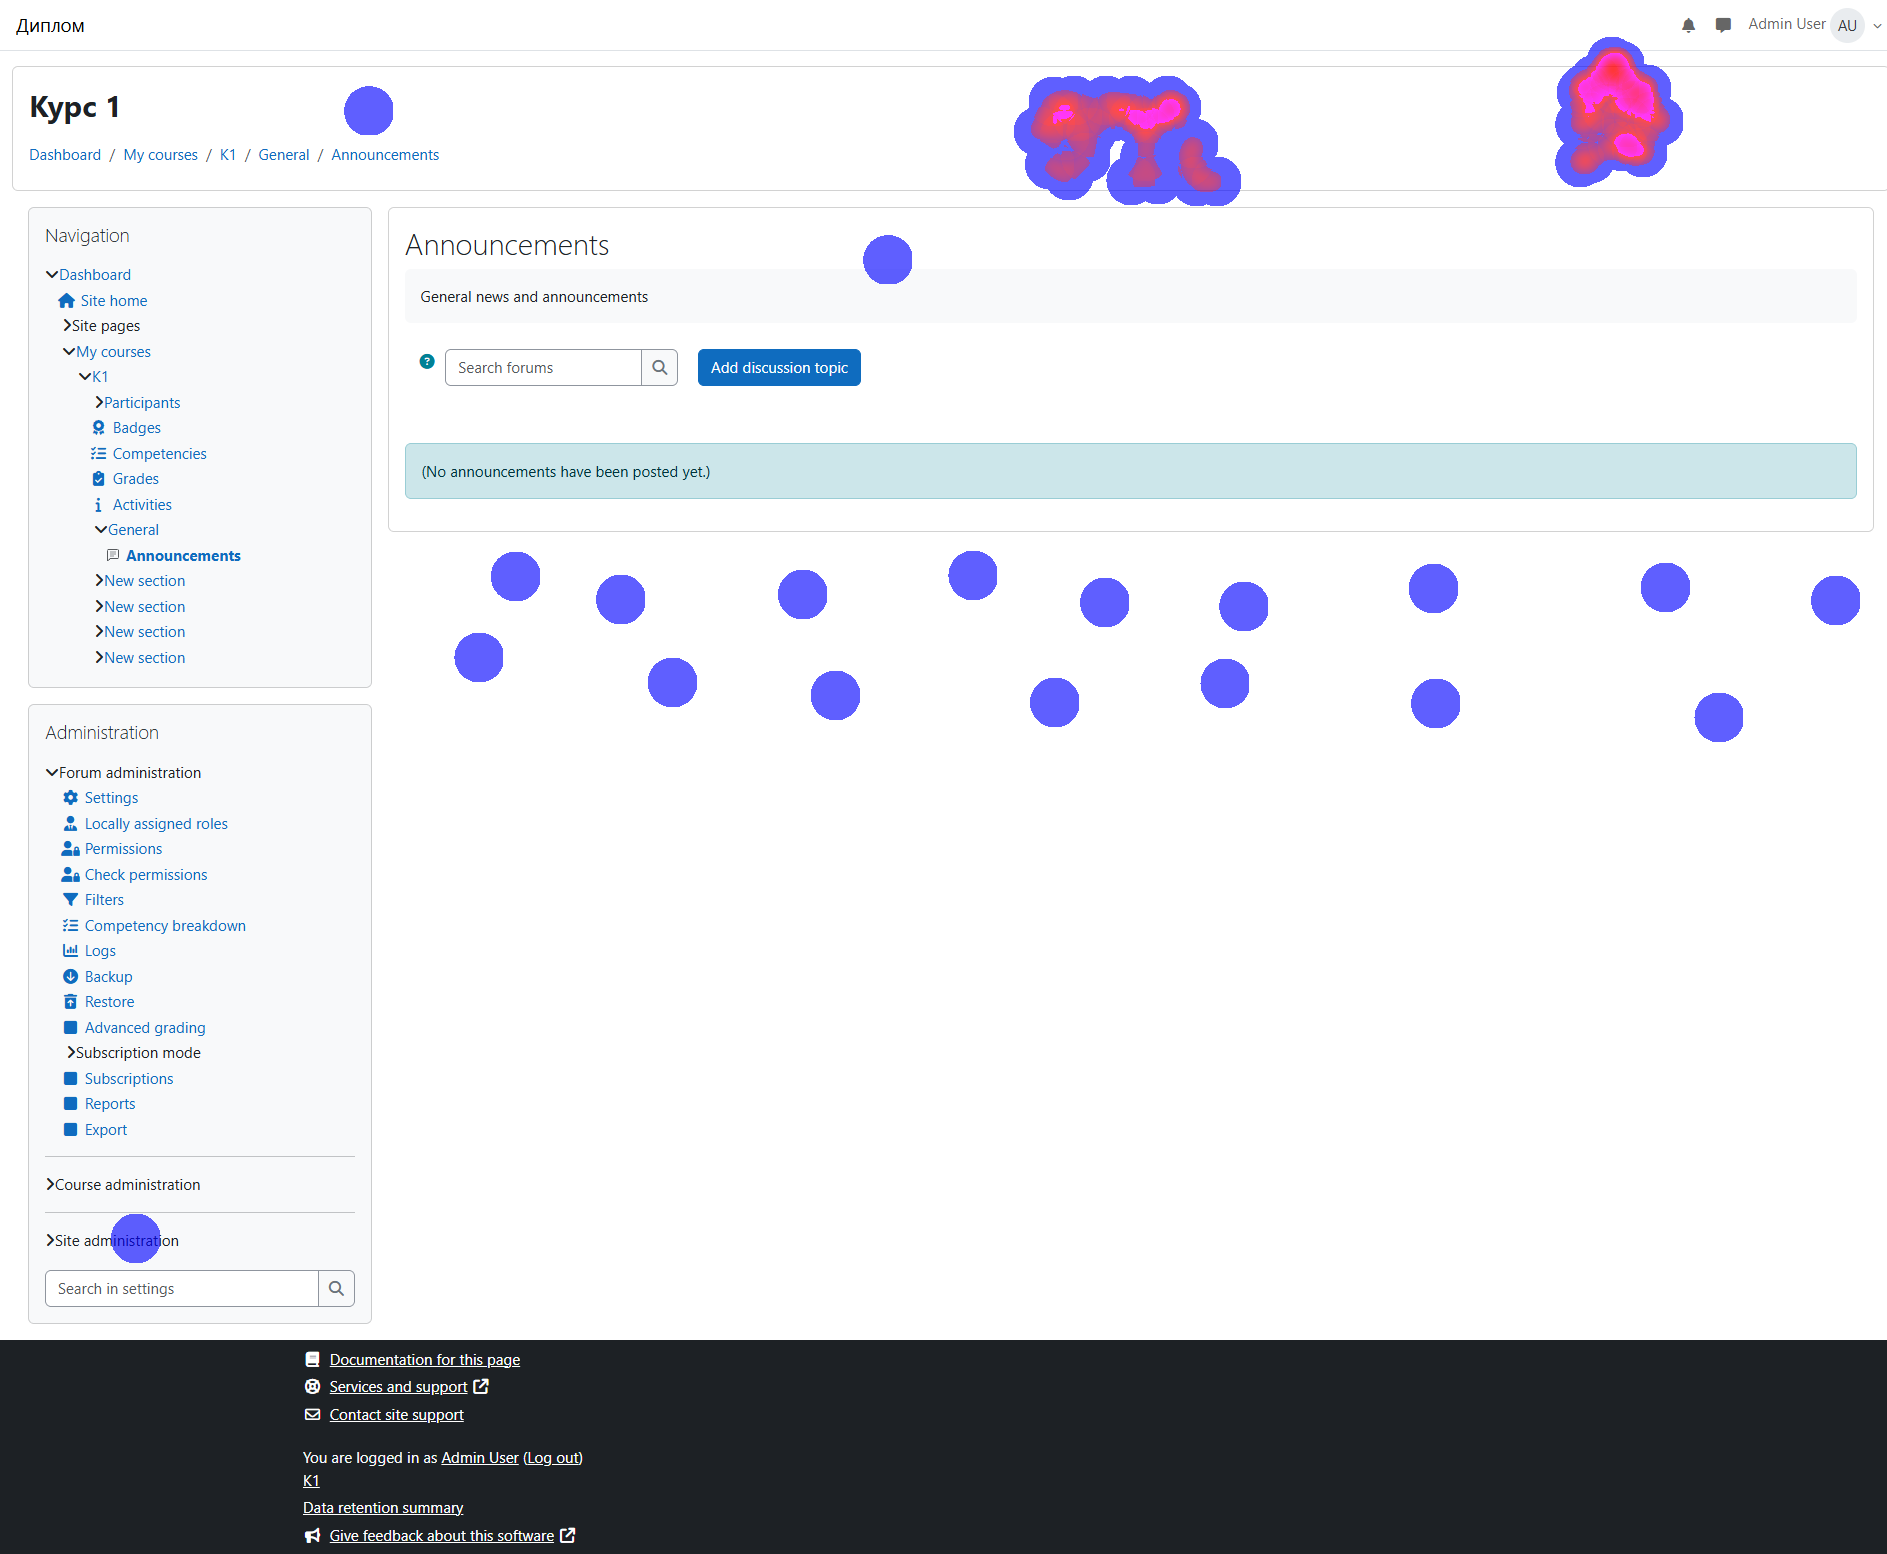 Диплом
Admin User AU
Курс 1
Dashboard / My courses / K1 / General / Announcements
Navigation
Dashboard
Site home
Site pages
My courses
K1
Participants
Badges
Competencies
Grades
Activities
General
Announcements
New section
New section
New section
New section
Administration
Forum administration
Settings
Locally assigned roles
Permissions
Check permissions
Filters
Competency breakdown
Logs
Backup
Restore
Advanced grading
Subscription mode
Subscriptions
Reports
Export
Course administration
Site administration
Search in settings
Announcements
General news and announcements
? Search forums Add discussion topic
(No announcements have been posted yet.)
Documentation for this page
Services and support
Contact site support
You are logged in as Admin User (Log out)
K1
Data retention summary
Give feedback about this software